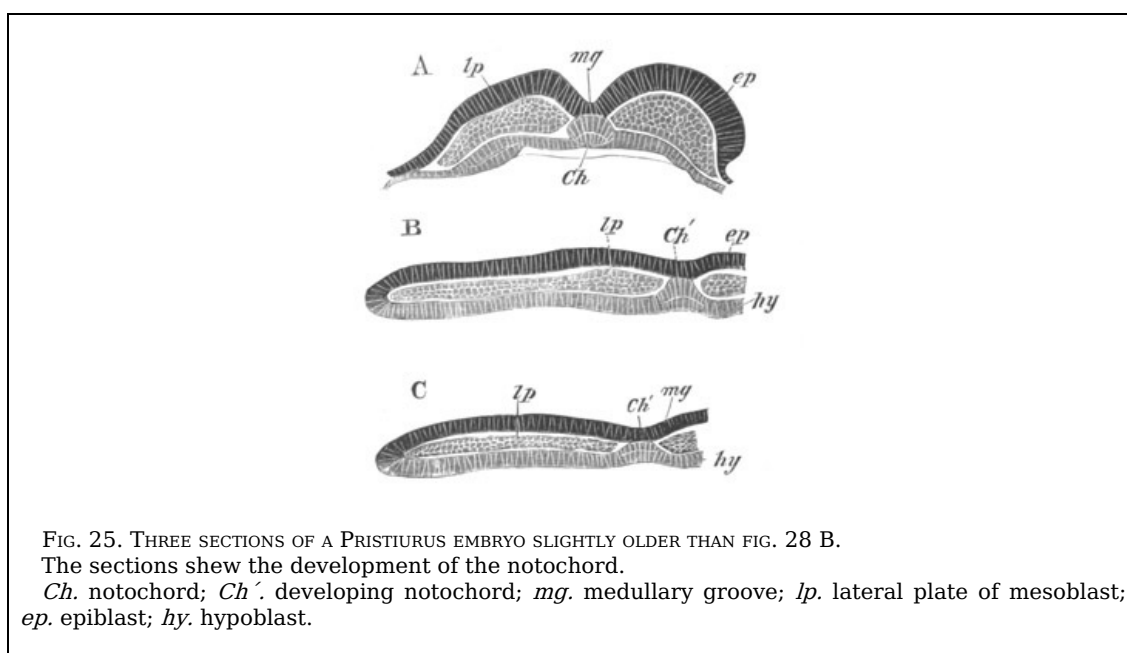 A lp mg ep
Ch
B lp Ch′ ep
hy
C lp Ch′ mg
hy
FIG. 25. THREE SECTIONS OF A PRISTIURUS EMBRYO SLIGHTLY OLDER THAN FIG. 28 B.
The sections shew the development of the notochord.
Ch. notochord; Ch´. developing notochord; mg. medullary groove; lp. lateral plate of mesoblast;
ep. epiblast; hy. hypoblast.